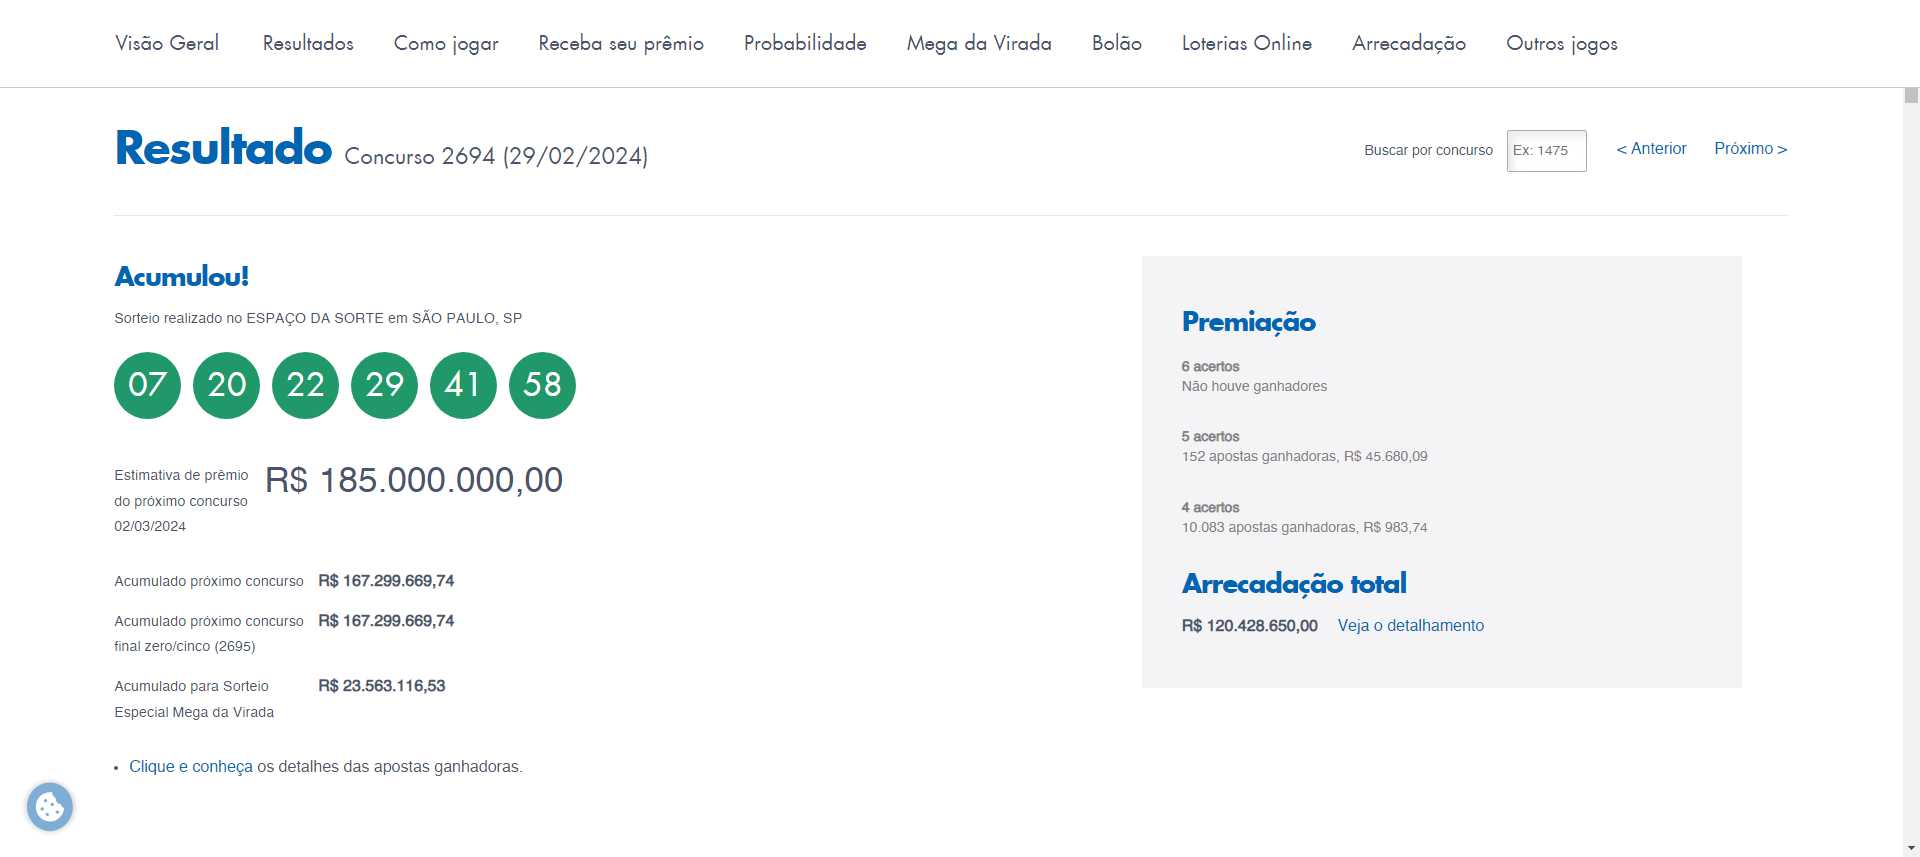 Visão Geral Resultados Como jogar Receba seu prêmio Probabilidade Mega da Virada Bolão Loterias Online Arrecadação Outros jogos
Resultado Concurso 2694 (29/02/2024)
Buscar por concurso Ex: 1475 < Anterior Próximo >
Acumulou!
Sorteio realizado no ESPAÇO DA SORTE em SÃO PAULO, SP
07 20 22 29 41 58
Estimativa de prêmio
do próximo concurso
02/03/2024
R$ 185.000.000,00
Acumulado próximo concurso R$ 167.299.669,74
Acumulado próximo concurso R$ 167.299.669,74
final zero/cinco (2695)
Acumulado para Sorteio R$ 23.563.116,53
Especial Mega da Virada
• Clique e conheça os detalhes das apostas ganhadoras.
Premiação
6 acertos
Não houve ganhadores
5 acertos
152 apostas ganhadoras, R$ 45.680,09
4 acertos
10.083 apostas ganhadoras, R$ 983,74
Arrecadação total
R$ 120.428.650,00 Veja o detalhamento